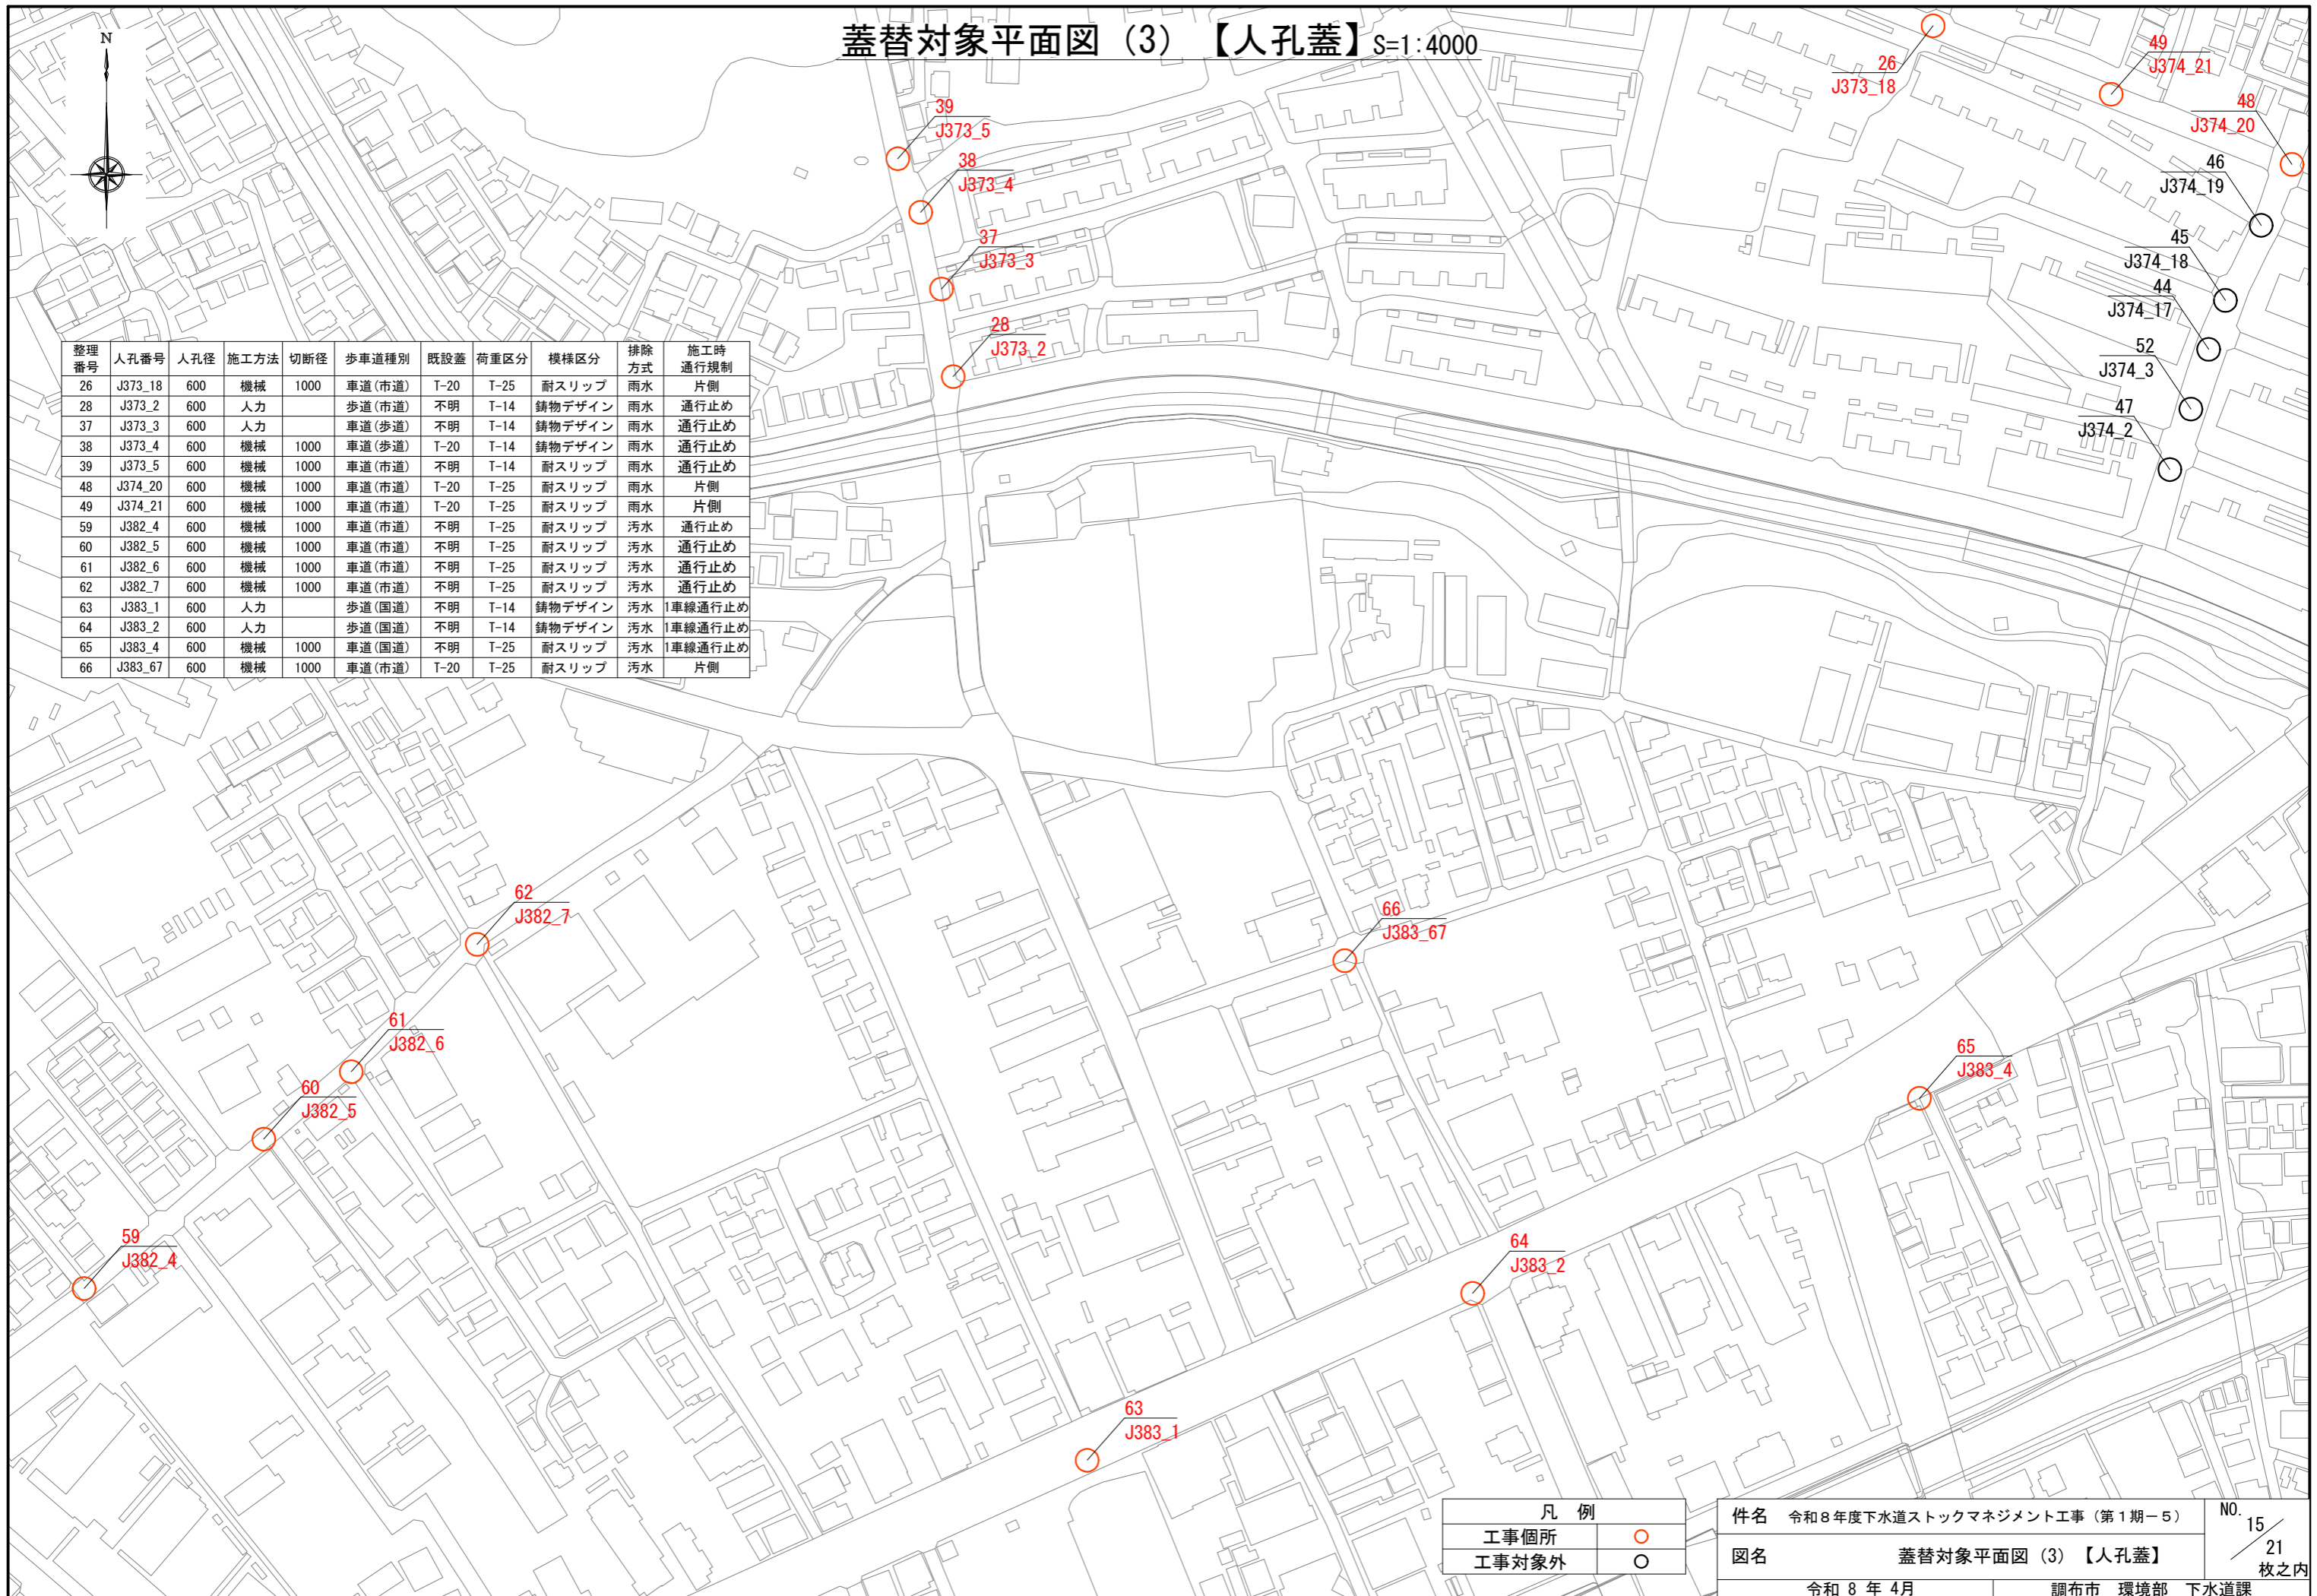 蓋替対象平面図（3）【人孔蓋】S=1:4000
N
39
J373_5
38
J373_4
37
J373_3
28
J373_2
26
J373_18
49
J374_21
48
J374_20
46
J374_19
45
J374_18
44
J374_17
52
J374_3
47
J374_2
整理番号 人孔番号 人孔径 施工方法 切断径 歩車道種別 既設蓋 荷重区分 模様区分 排除方式 施工時通行規制
26 J373_18 600 機械 1000 車道(市道) T-20 T-25 耐スリップ 雨水 片側
28 J373_2 600 人力 歩道(市道) 不明 T-14 鋳物デザイン 雨水 通行止め
37 J373_3 600 人力 車道(歩道) 不明 T-14 鋳物デザイン 雨水 通行止め
38 J373_4 600 機械 1000 車道(歩道) T-20 T-14 鋳物デザイン 雨水 通行止め
39 J373_5 600 機械 1000 車道(市道) 不明 T-14 耐スリップ 雨水 通行止め
48 J374_20 600 機械 1000 車道(市道) T-20 T-25 耐スリップ 雨水 片側
49 J374_21 600 機械 1000 車道(市道) T-20 T-25 耐スリップ 雨水 片側
59 J382_4 600 機械 1000 車道(市道) 不明 T-25 耐スリップ 汚水 通行止め
60 J382_5 600 機械 1000 車道(市道) 不明 T-25 耐スリップ 汚水 通行止め
61 J382_6 600 機械 1000 車道(市道) 不明 T-25 耐スリップ 汚水 通行止め
62 J382_7 600 機械 1000 車道(市道) 不明 T-25 耐スリップ 汚水 通行止め
63 J383_1 600 人力 歩道(国道) 不明 T-14 鋳物デザイン 汚水 1車線通行止め
64 J383_2 600 人力 歩道(国道) 不明 T-14 鋳物デザイン 汚水 1車線通行止め
65 J383_4 600 機械 1000 車道(国道) 不明 T-25 耐スリップ 汚水 1車線通行止め
66 J383_67 600 機械 1000 車道(市道) T-20 T-25 耐スリップ 汚水 片側
62
J382_7
66
J383_67
61
J382_6
60
J382_5
65
J383_4
59
J382_4
64
J383_2
63
J383_1
凡 例
工事個所
工事対象外
件名 令和８年度下水道ストックマネジメント工事（第１期－５）
図名 蓋替対象平面図（3）【人孔蓋】
NO. 15/21 枚之内
令和 8 年 4月 調布市 環境部 下水道課